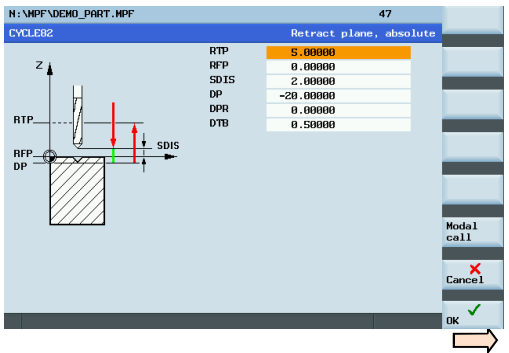 N:\MPF\DEMO_PART.MPF 47
CYCLE82 Retract plane, absolute
RTP 5.00000
RFP 0.00000
SDIS 2.00000
DP -20.00000
DPR 0.00000
DTB 0.50000
Z
RTP
SDIS
RFP
DP
Modal
call
Cancel
OK